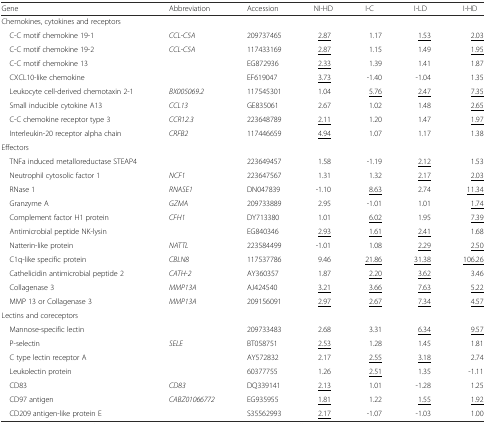 Gene Abbreviation Accession NI-HD I-C I-LD I-HD
Chemokines, cytokines and receptors
C-C motif chemokine 19-1 CCL-C5A 209737465 2.87 1.17 1.53 2.03
C-C motif chemokine 19-2 CCL-C5A 117433169 2.87 1.15 1.49 1.95
C-C motif chemokine 13 EG872936 2.33 1.39 1.41 1.87
CXCL10-like chemokine EF619047 3.73 -1.40 -1.04 1.35
Leukocyte cell-derived chemotaxin 2-1 BX005069.2 117545301 1.04 5.76 2.47 7.35
Small inducible cytokine A13 CCL13 GE835061 2.67 1.02 1.48 2.65
C-C chemokine receptor type 3 CCR12.3 223648789 2.11 1.20 1.47 1.97
Interleukin-20 receptor alpha chain CRFB2 117446659 4.94 1.07 1.17 1.38
Effectors
TNFa induced metalloreductase STEAP4 223649457 1.58 -1.19 2.12 1.53
Neutrophil cytosolic factor 1 NCF1 223647567 1.31 1.32 2.17 2.03
RNase 1 RNASE1 DN047839 -1.10 8.63 2.74 11.34
Granzyme A GZMA 209733889 2.95 -1.01 1.01 1.74
Complement factor H1 protein CFH1 DY713380 1.01 6.02 1.95 7.39
Antimicrobial peptide NK-lysin EG840346 2.93 1.61 2.41 1.68
Natterin-like protein NATTL 223584499 -1.01 1.08 2.29 2.50
C1q-like specific protein CBLN8 117537786 9.46 21.86 31.38 106.26
Cathelicidin antimicrobial peptide 2 CATH-2 AY360357 1.87 2.20 3.62 3.46
Collagenase 3 MMP13A AJ424540 3.21 3.66 7.63 5.22
MMP 13 or Collagenase 3 MMP13A 209156091 2.97 2.67 7.34 4.57
Lectins and coreceptors
Mannose-specific lectin 209733483 2.68 3.31 6.34 9.57
P-selectin SELE BT058751 2.53 1.28 1.45 1.81
C type lectin receptor A AY572832 2.17 2.55 3.18 2.74
Leukolectin protein 60377755 1.26 2.51 1.35 -1.11
CD83 CD83 DQ339141 2.13 1.01 -1.28 1.25
CD97 antigen CABZ01066772 EG935955 1.81 1.22 1.55 1.92
CD209 antigen-like protein E S35562993 2.17 -1.07 -1.03 1.00